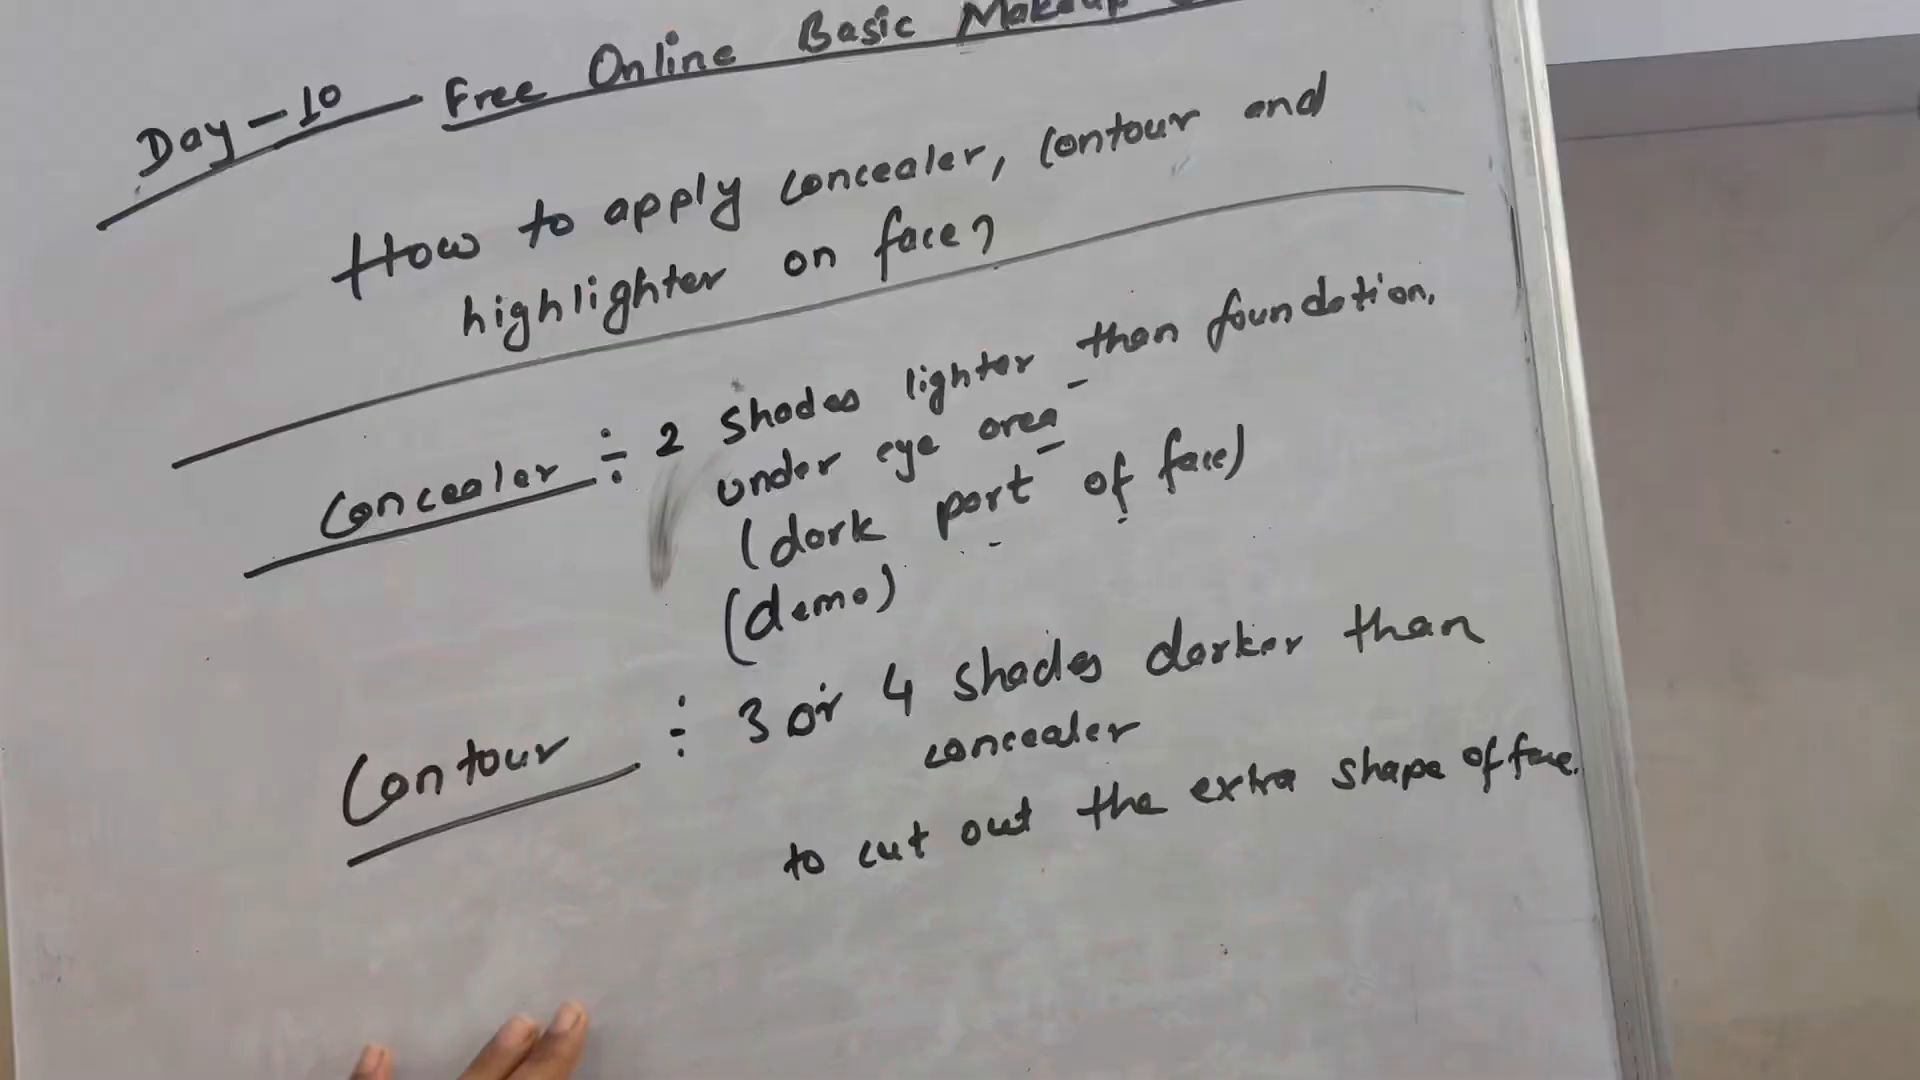 Day - 10 Free Online Basic Makeup
How to apply concealer, contour and
highlighter on face?
Concealer ÷ 2 shades lighter than foundation.
under eye area
(dark part of face)
(demo)
Contour ÷ 3 or 4 shades darker than
concealer
to cut out the extra shape of face.